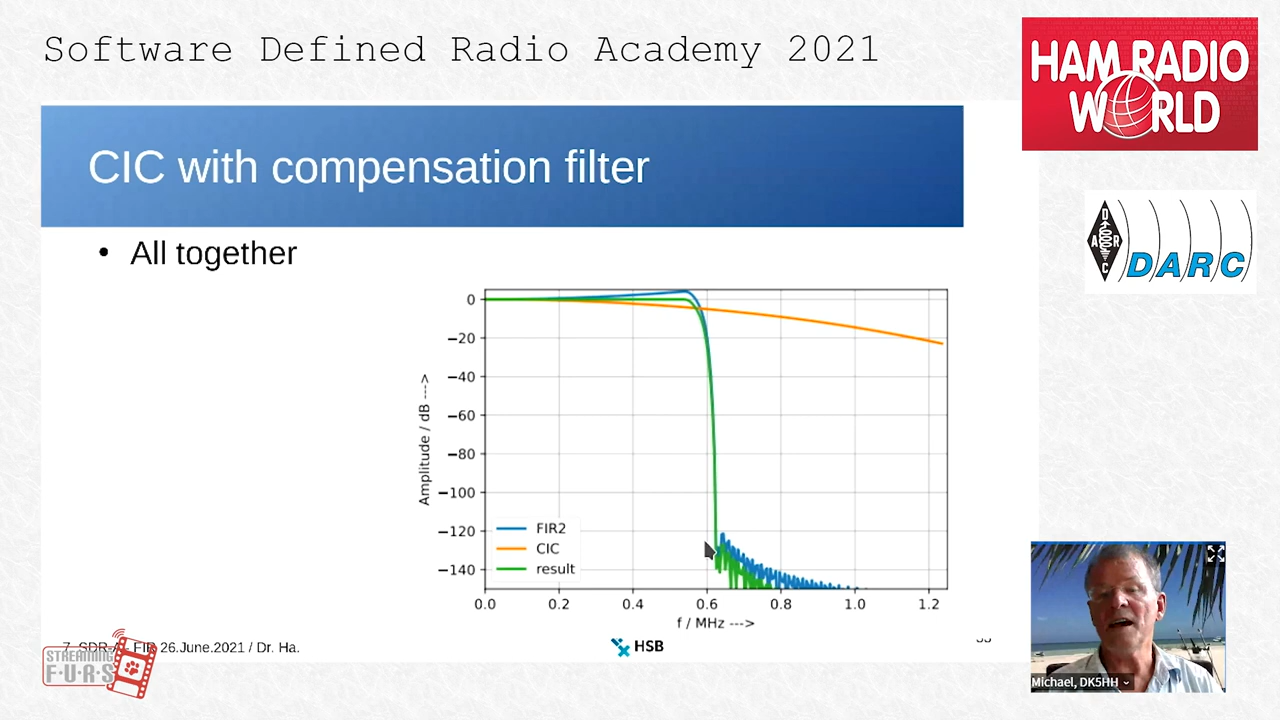 Software Defined Radio Academy 2021
HAM RADIO
WORLD
CIC with compensation filter
D
A R
C
DARC
• All together
0
−20
−40
−60
−80
−100
−120
−140
Amplitude / dB --->
FIR2
CIC
result
0.0 0.2 0.4 0.6 0.8 1.0 1.2
f / MHz --->
26.June.2021 / Dr. Ha.
HSB
STREAMING
F·U·R·S
Michael, DK5HH